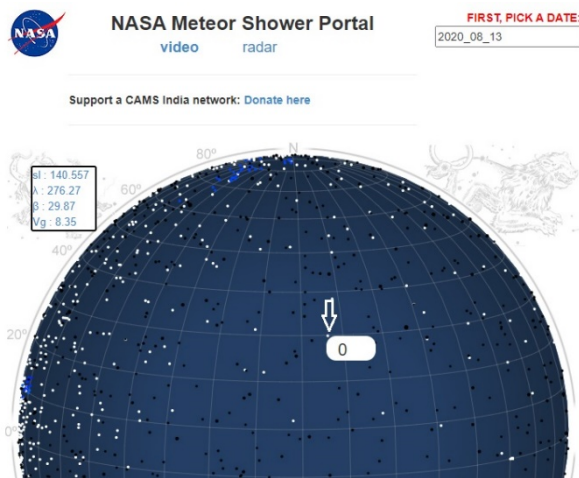 NASA
NASA Meteor Shower Portal
video radar
FIRST, PICK A DATE:
2020_08_13
Support a CAMS India network: Donate here
sl : 140.557
λ : 276.27
β : 29.87
Vg : 8.35
80° N
60°
40°
20°
0
0°